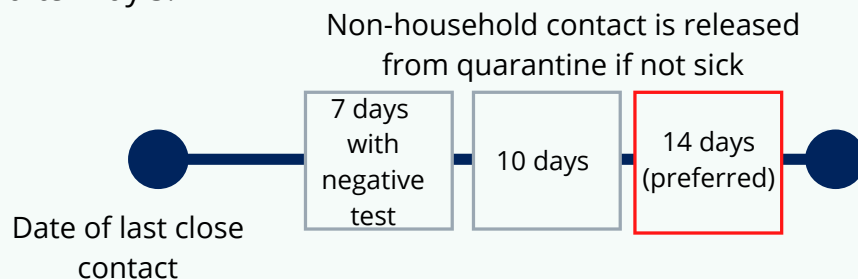 Non-household contact is released
from quarantine if not sick
7 days
with
negative
test
10 days
14 days
(preferred)
Date of last close
contact